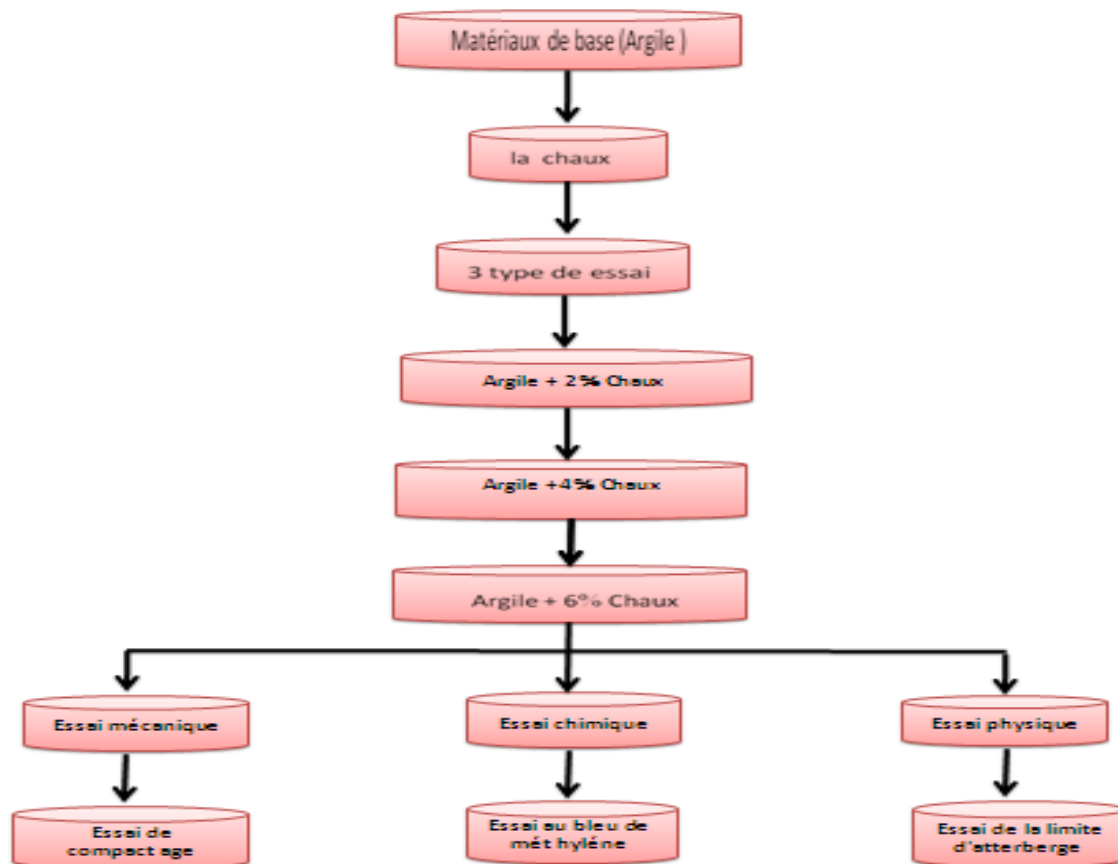 Matériaux de base (Argile )
la chaux
3 type de essai
Argile + 2% Chaux
Argile +4% Chaux
Argile + 6% Chaux
Essai mécanique
Essai chimique
Essai physique
Essai de
compact age
Essai au bleu de
mét hyléne
Essai de la limite
d'atterberge